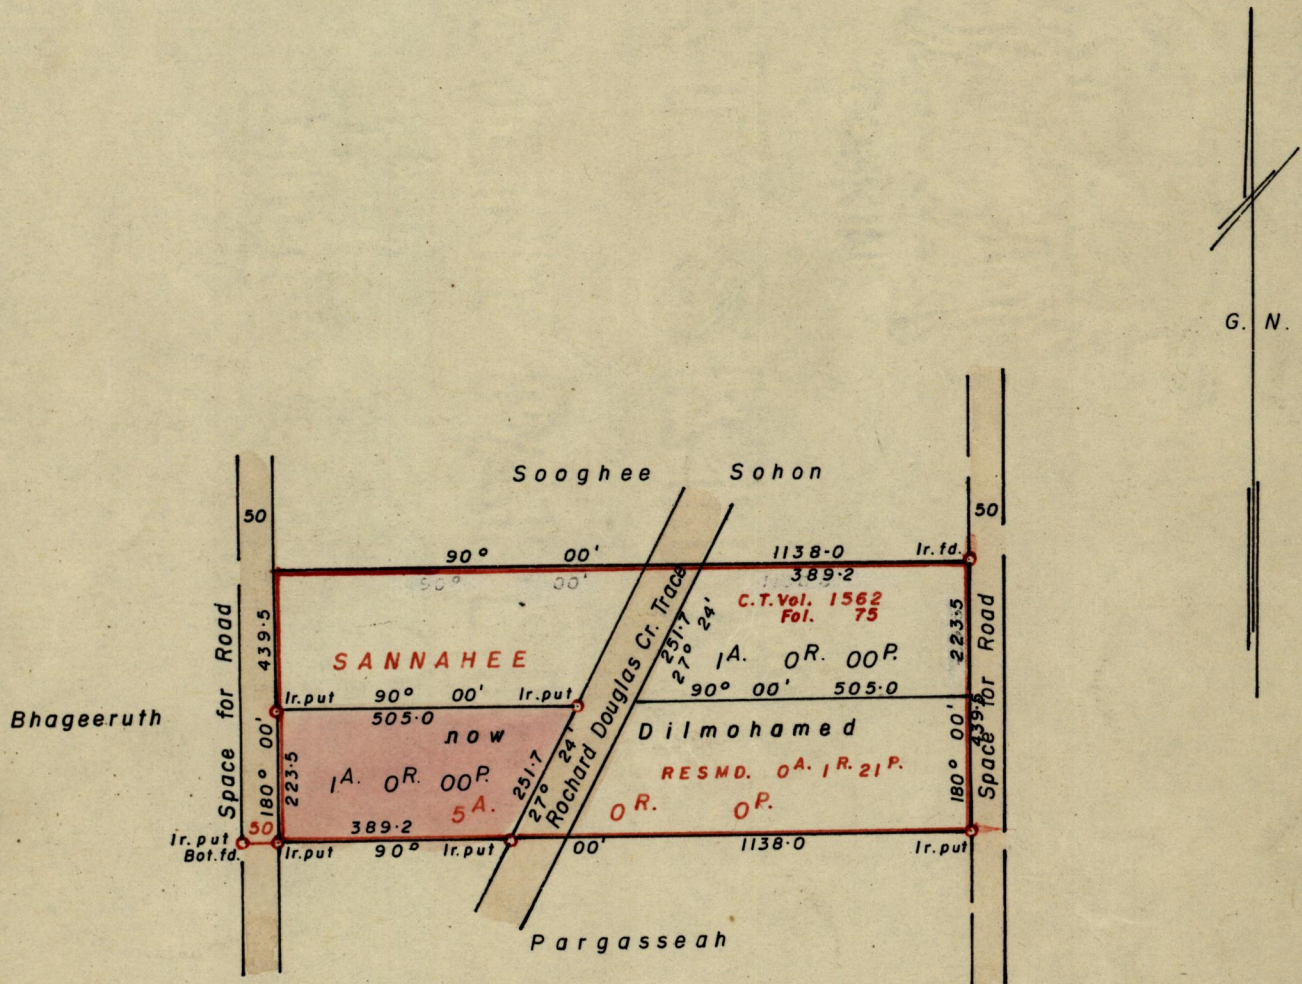 G. N.
Sooghee Sohon
50
50
90° 00' 1138·0 Ir. fd.
90° 00'
389·2
C.T. Vol. 1562
Fol. 75
1A. 0R. 00P.
223·5
Space for Road
439·5
SANNAHEE
251·7
27° 24'
Rochard Douglas Cr. Trace
Space for Road
Ir. put 90° 00' Ir. put
505·0
90° 00' 505·0
Bhageeruth
now
Dilmohamed
180° 00'
223·5
1A. 0R. 00P.
5A.
251·7
27° 24'
RESMD. 0A. 1R. 21P.
0R. 0P.
180° 00'
439·5
Ir. put
Bot. fd.
50
389·2
Ir. put 90° Ir. put 00' 1138·0 Ir. put
Pargasseah